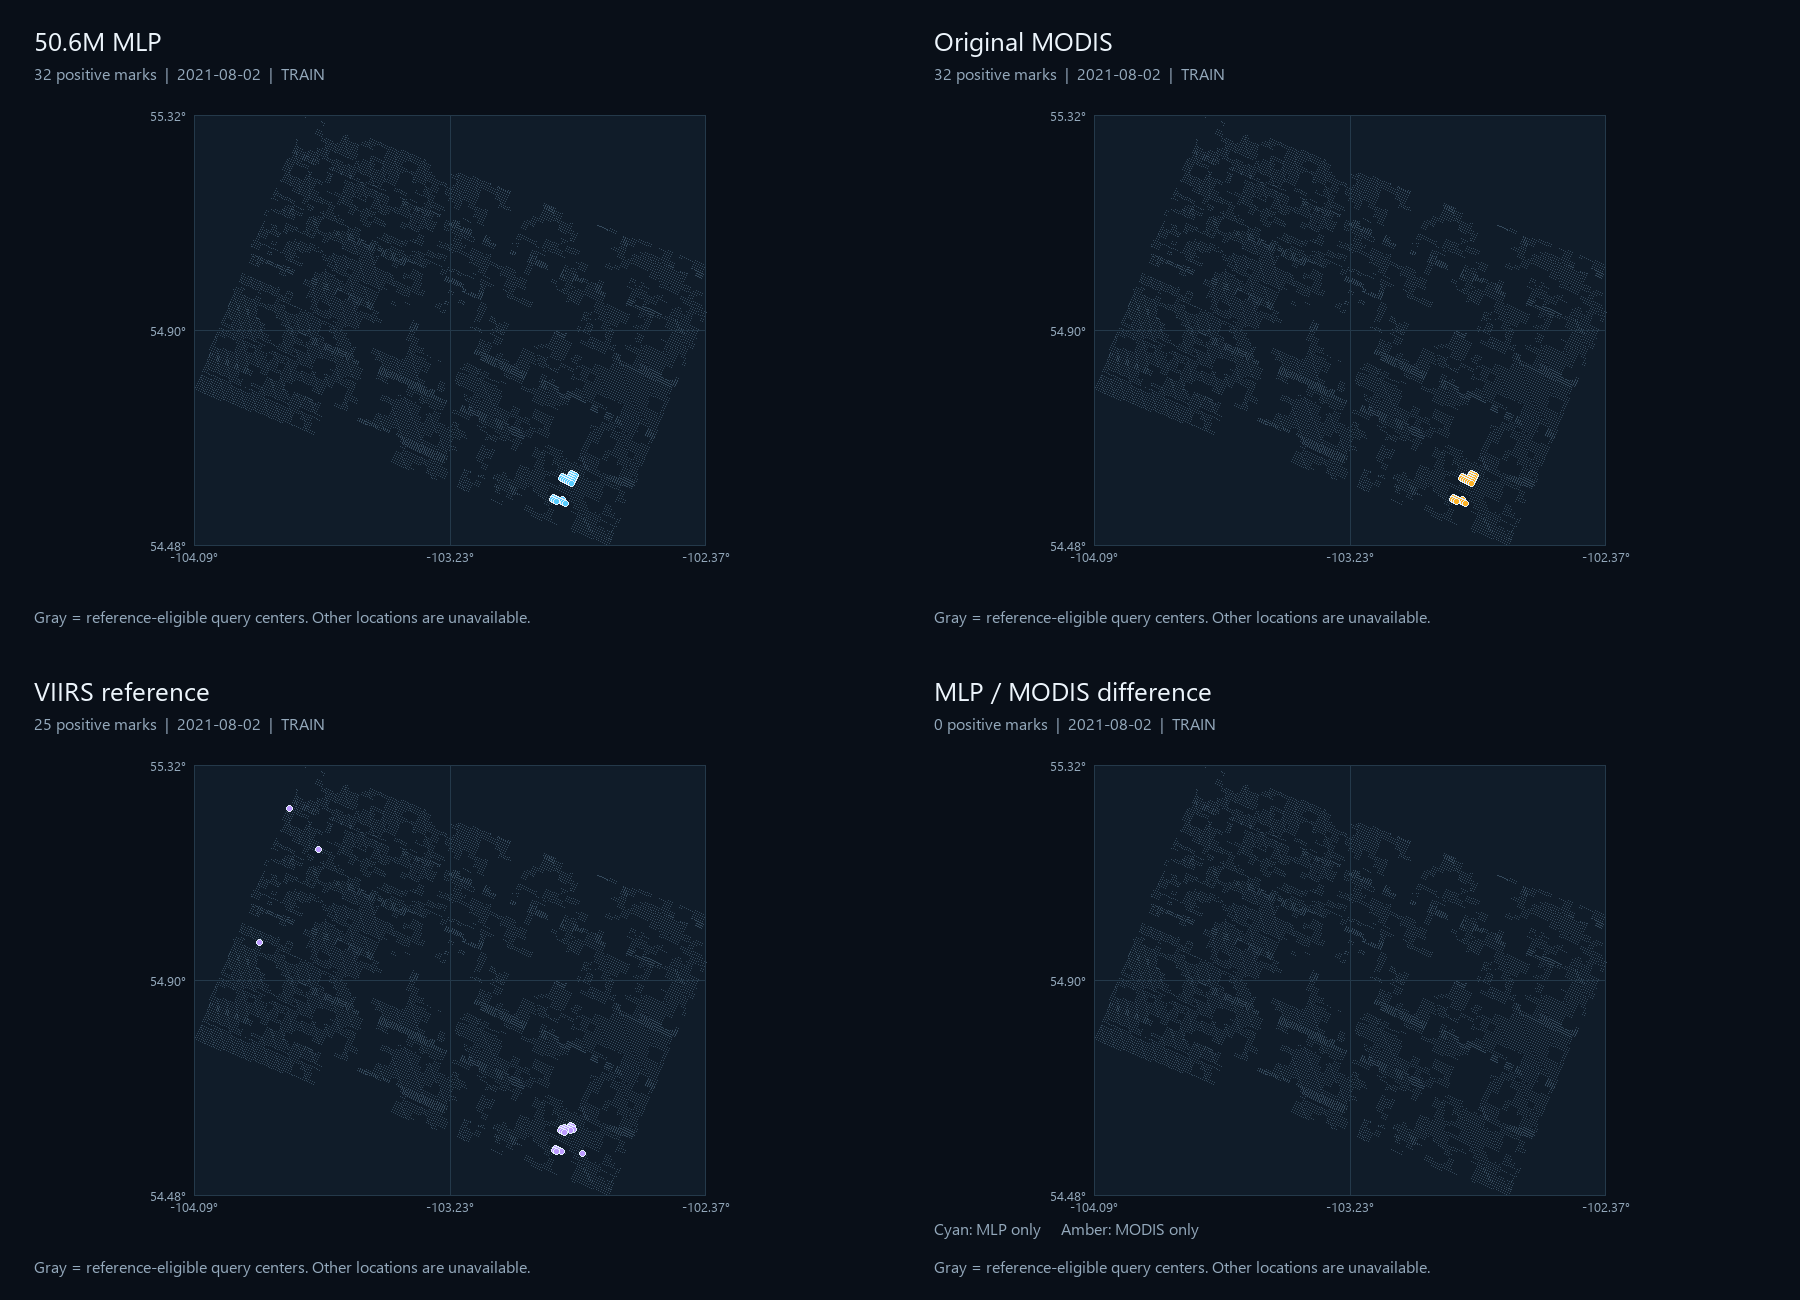 50.6M MLP
32 positive marks | 2021-08-02 | TRAIN
55.32°
54.90°
54.48°
-104.09°
-103.23°
-102.37°
Gray = reference-eligible query centers. Other locations are unavailable.
Original MODIS
32 positive marks | 2021-08-02 | TRAIN
55.32°
54.90°
54.48°
-104.09°
-103.23°
-102.37°
Gray = reference-eligible query centers. Other locations are unavailable.
VIIRS reference
25 positive marks | 2021-08-02 | TRAIN
55.32°
54.90°
54.48°
-104.09°
-103.23°
-102.37°
Gray = reference-eligible query centers. Other locations are unavailable.
MLP / MODIS difference
0 positive marks | 2021-08-02 | TRAIN
55.32°
54.90°
54.48°
-104.09°
-103.23°
-102.37°
Cyan: MLP only Amber: MODIS only
Gray = reference-eligible query centers. Other locations are unavailable.